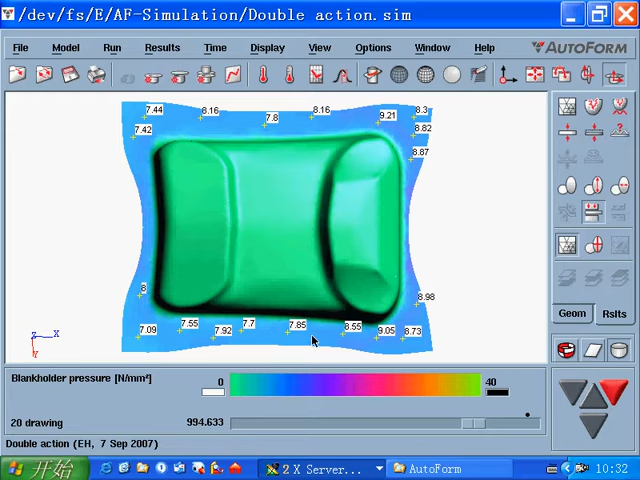 /dev/fs/E/AF-Simulation/Double action.sim
File Model Run Results Time Display View Options Window Help AUTOFORM
7.44 8.16 7.8 8.16 9.21 8.3
7.42 8.82
8.87
8 8.98
7.09 7.55 7.92 7.7 7.85 8.55 9.05 8.73
Z X
Y
Geom Rslts
Blankholder pressure [N/mm²] 0 40
20 drawing 994.633
Double action (EH, 7 Sep 2007)
开始 2 X Server... AutoForm 10:32